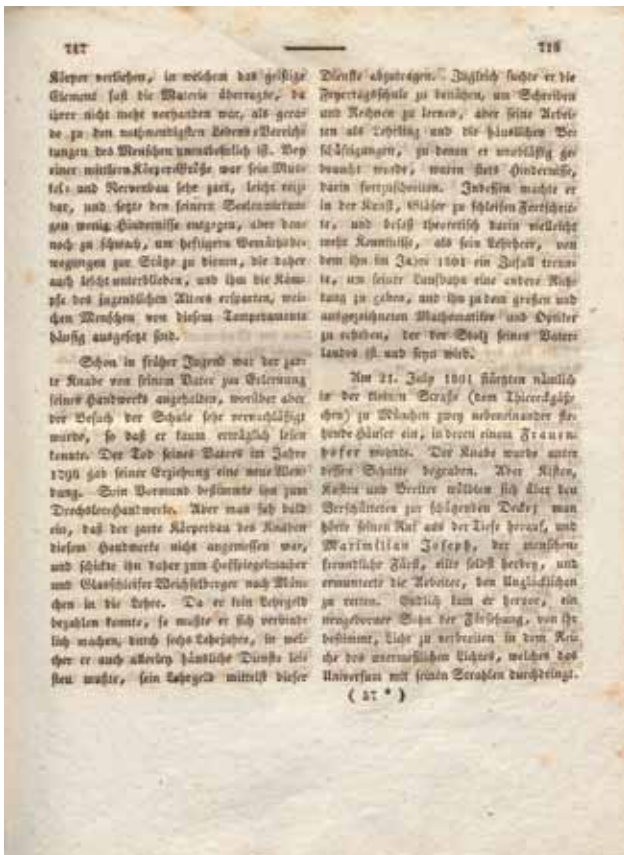 717
718
Körper verliehen, in welchem das geistige
Element fast die Materie überragte, da
ihrer nicht mehr vorhanden war, als gera-
de zu den nothwendigsten Lebens-Verrich-
tungen des Menschen unentbehrlich ist. Bey
einer mittlern Körper-Größe war sein Mus-
kel- und Nervenbau sehr zart, leicht reiz-
bar, und setzte den feinern Seelenwirkun-
gen wenig Hindernisse entgegen, aber den-
noch zu schwach, um heftigern Gemüthsbe-
wegungen zur Stütze zu dienen, die daher
auch leicht unterblieben, und ihm die Käm-
pfe des jugendlichen Alters ersparten, wel-
chen Menschen von diesem Temperamente
häufig ausgesetzt sind.
Schon in früher Jugend war der zar-
te Knabe von seinem Vater zur Erlernung
seines Handwerks angehalten, worüber aber
der Besuch der Schule sehr vernachläßigt
wurde, so daß er kaum erträglich lesen
konnte. Der Tod seines Vaters im Jahre
1798 gab seiner Erziehung eine neue Wen-
dung. Sein Vormund bestimmte ihn zum
Drechslers-Handwerke. Aber man sah bald
ein, daß der zarte Körperbau des Knaben
diesem Handwerke nicht angemessen war,
und schickte ihn daher zum Hofspiegelmacher
und Glasschleifer Weichselberger nach Mün-
chen in die Lehre. Da er kein Lehrgeld
bezahlen konnte, so mußte er sich verbind-
lich machen, durch sechs Lehrjahre, in wel-
cher er auch allerley häusliche Dienste lei-
sten mußte, sein Lehrgeld mittelst dieser
Dienste abzutragen. Zugleich suchte er die
Feyertagsschule zu benützen, um Schreiben
und Rechnen zu lernen, aber seine Arbei-
ten als Lehrling und die häuslichen Be-
schäftigungen, zu denen er unabläßig ge-
braucht wurde, waren stets Hindernisse,
darin fortzuschreiten. Indessen machte er
in der Kunst, Gläser zu schleifen Fortschrit-
te, und besaß theoretisch darin vielleicht
mehr Kenntnisse, als sein Lehrherr, von
dem ihn im Jahre 1801 ein Zufall trenn-
te, um seiner Laufbahn eine andere Rich-
tung zu geben, und ihn zu dem großen und
ausgezeichneten Mathematiker und Optiker
zu erheben, der der Stolz seines Vater-
landes ist und seyn wird.
Am 21. July 1801 stürzten nämlich
in der kleinen Strasse (dem Thiereckgäß-
chen) zu München zwey nebeneinander ste-
hende Häuser ein, in deren einem Frauen-
hofer wohnte. Der Knabe wurde unter
dessen Schutte begraben. Aber Kisten,
Kasten und Bretter wölbten sich über den
Verschütteten zur schützenden Decke; man
hörte seinen Ruf aus der Tiefe herauf, und
Maximilian Joseph, der menschen-
freundliche Fürst, eilte selbst herbey, und
ermunterte die Arbeiter, den Unglücklichen
zu retten. Endlich kam er hervor, ein
neugeborner Sohn der Fürsehung, von ihr
bestimmt, Licht zu verbreiten in dem Rei-
che des unermeßlichen Lichtes, welches das
Universum mit seinen Strahlen durchdringt.
( 57 * )